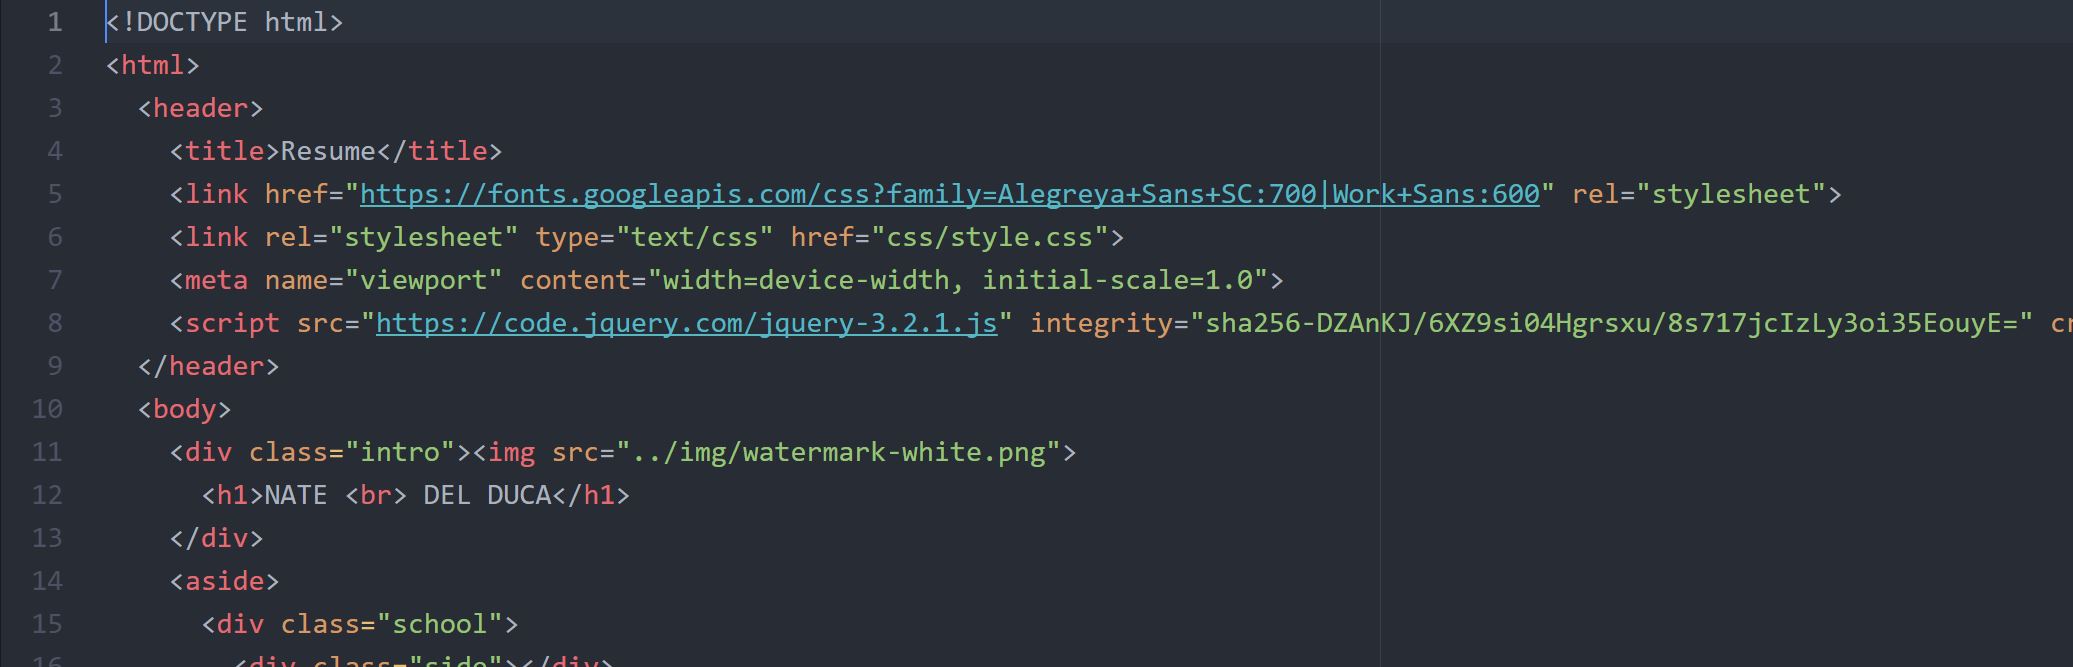 1 <!DOCTYPE html>
2 <html>
3 <header>
4 <title>Resume</title>
5 <link href="https://fonts.googleapis.com/css?family=Alegreya+Sans+SC:700|Work+Sans:600" rel="stylesheet">
6 <link rel="stylesheet" type="text/css" href="css/style.css">
7 <meta name="viewport" content="width=device-width, initial-scale=1.0">
8 <script src="https://code.jquery.com/jquery-3.2.1.js" integrity="sha256-DZAnKJ/6XZ9si04Hgrsxu/8s717jcIzLy3oi35EouyE=" cr
9 </header>
10 <body>
11 <div class="intro"><img src="../img/watermark-white.png">
12 <h1>NATE <br> DEL DUCA</h1>
13 </div>
14 <aside>
15 <div class="school">
16 <div class="side"></div>